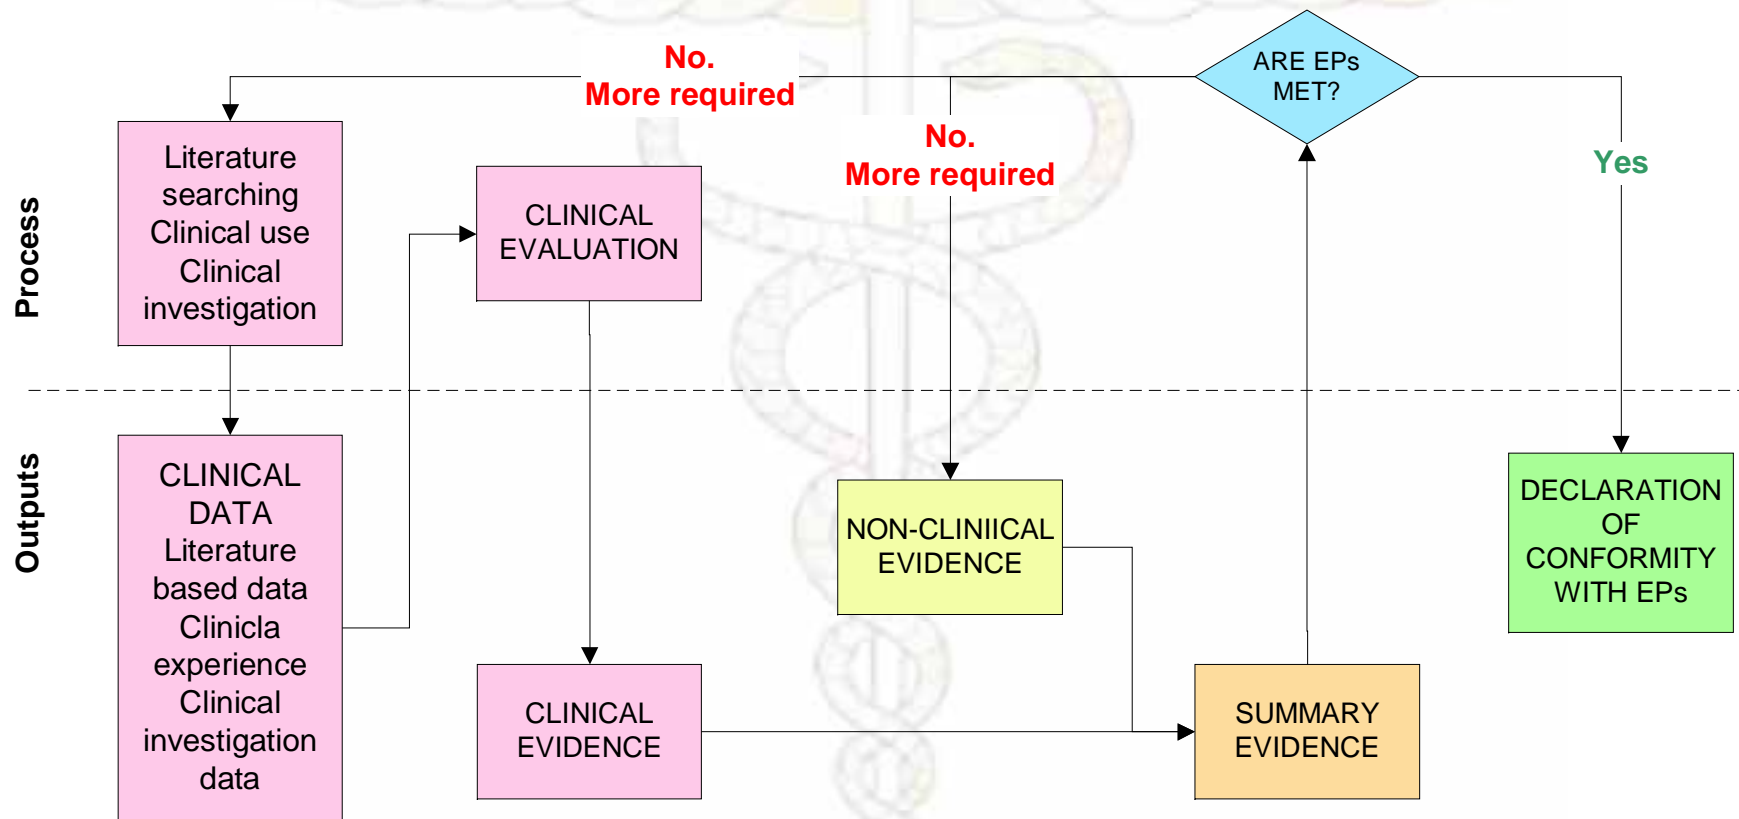 No.
More required
ARE EPs
MET?
No.
More required
Yes
Process
Literature
searching
Clinical use
Clinical
investigation
CLINICAL
EVALUATION
Outputs
CLINICAL
DATA
Literature
based data
Clinicla
experience
Clinical
investigation
data
NON-CLINIICAL
EVIDENCE
DECLARATION
OF
CONFORMITY
WITH EPs
CLINICAL
EVIDENCE
SUMMARY
EVIDENCE